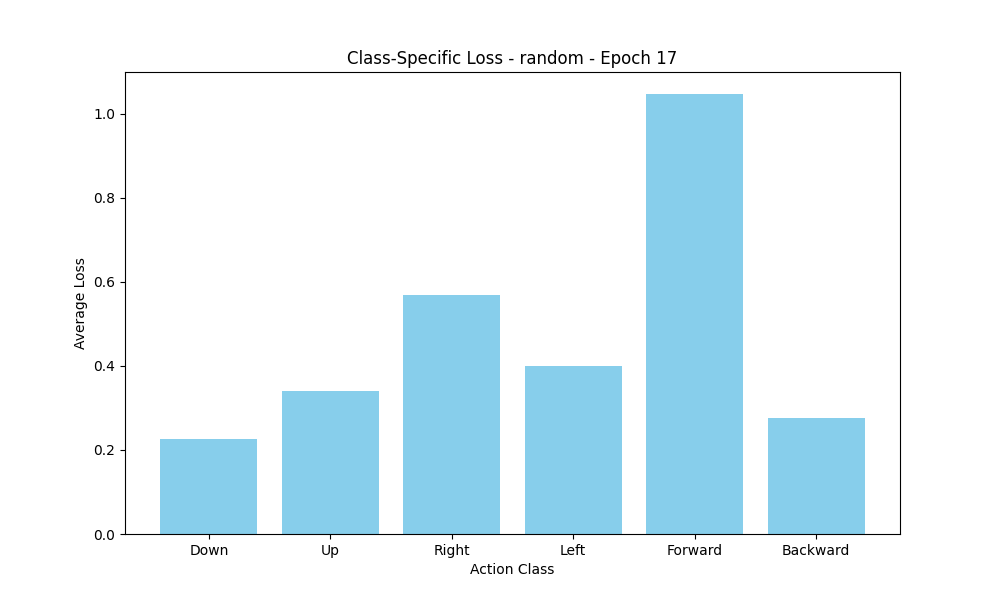 Class-Specific Loss - random - Epoch 17
Average Loss
1.0
0.8
0.6
0.4
0.2
0.0
Down Up Right Left Forward Backward
Action Class